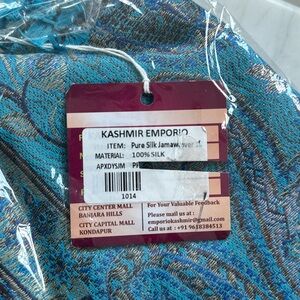 KASHMIR EMPORIO
ITEM: Pure Silk Jamawar
MATERIAL: 100% SILK
APXDYSJM
1014
CITY CENTER MALL
BANJARA HILLS
CITY CAPITAL MALL
KONDAPUR
For Your Valuable Feedback
Please mail us at :
emporiokashmir@gmail.com
Call us at : +91 9618384513